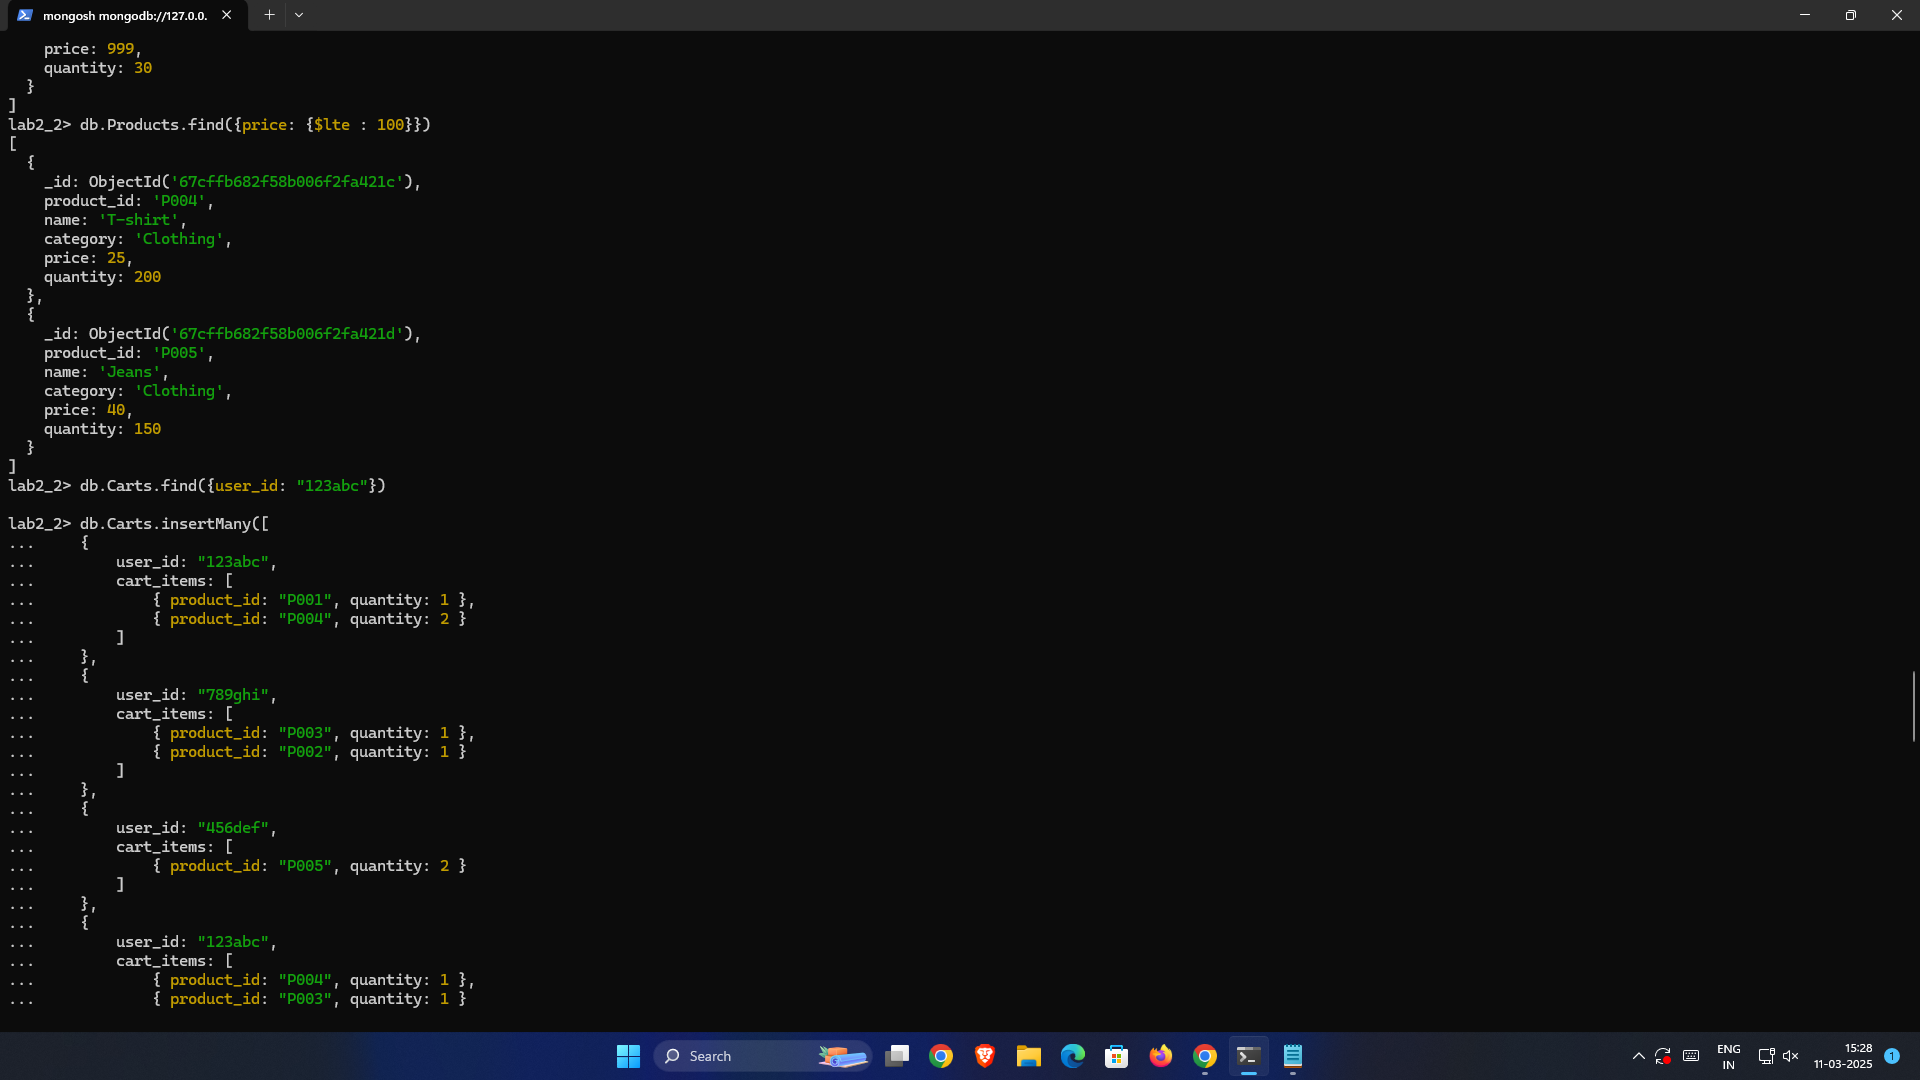 mongosh mongodb://127.0.0.
price: 999,
quantity: 30
}
]
lab2_2> db.Products.find({price: {$lte : 100}})
[
{
_id: ObjectId('67cffb682f58b006f2fa421c'),
product_id: 'P004',
name: 'T-shirt',
category: 'Clothing',
price: 25,
quantity: 200
},
{
_id: ObjectId('67cffb682f58b006f2fa421d'),
product_id: 'P005',
name: 'Jeans',
category: 'Clothing',
price: 40,
quantity: 150
}
]
lab2_2> db.Carts.find({user_id: "123abc"})
lab2_2> db.Carts.insertMany([
... {
... user_id: "123abc",
... cart_items: [
... { product_id: "P001", quantity: 1 },
... { product_id: "P004", quantity: 2 }
... ]
... },
... {
... user_id: "789ghi",
... cart_items: [
... { product_id: "P003", quantity: 1 },
... { product_id: "P002", quantity: 1 }
... ]
... },
... {
... user_id: "456def",
... cart_items: [
... { product_id: "P005", quantity: 2 }
... ]
... },
... {
... user_id: "123abc",
... cart_items: [
... { product_id: "P004", quantity: 1 },
... { product_id: "P003", quantity: 1 }
Search
ENG
IN
15:28
11-03-2025
1